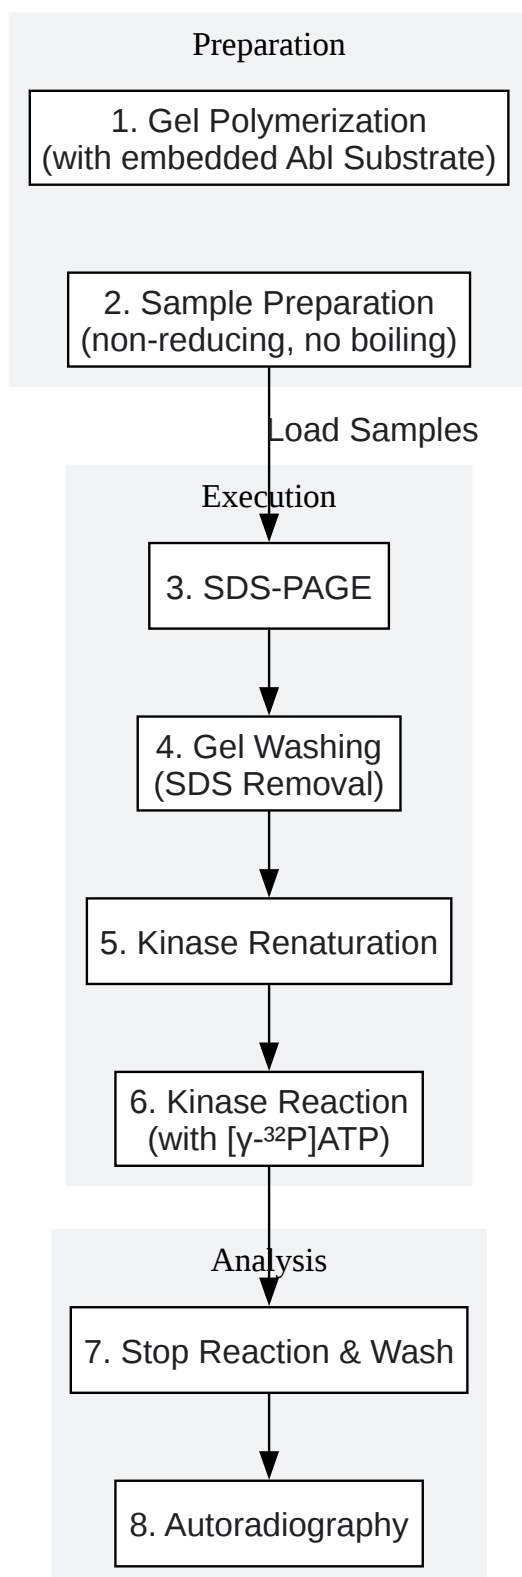 Preparation
1. Gel Polymerization
(with embedded Abl Substrate)
2. Sample Preparation
(non-reducing, no boiling)
Load Samples
Execution
3. SDS-PAGE
4. Gel Washing
(SDS Removal)
5. Kinase Renaturation
6. Kinase Reaction
(with [γ-³²P]ATP)
Analysis
7. Stop Reaction & Wash
8. Autoradiography